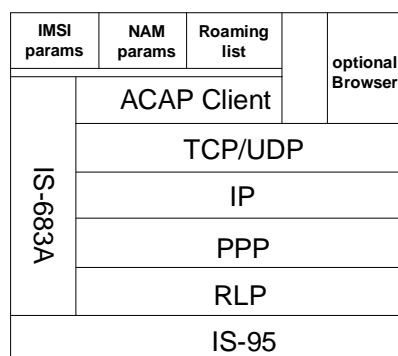 IMSI
params
NAM
params
Roaming
list
optional
Browser
ACAP Client
TCP/UDP
IS-683A
IP
PPP
RLP
IS-95